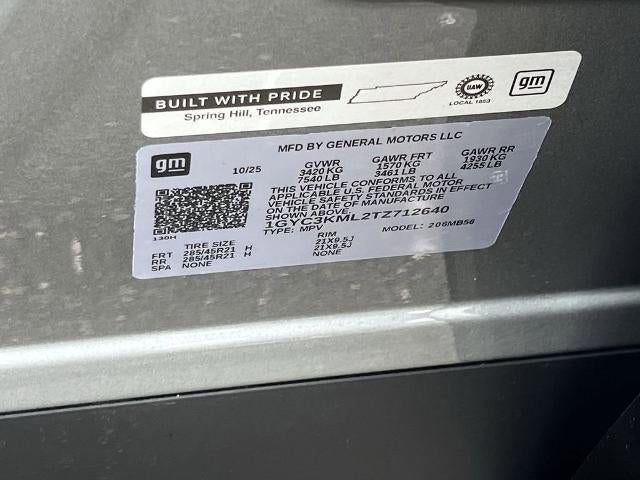 BUILT WITH PRIDE
Spring Hill, Tennessee
UAW
LOCAL 1853
gm
gm
MFD BY GENERAL MOTORS LLC
10/25
GVWR GAWR FRT GAWR RR
3420 KG 1570 KG 1930 KG
7540 LB 3461 LB 4255 LB
THIS VEHICLE CONFORMS TO ALL
APPLICABLE U.S. FEDERAL MOTOR
VEHICLE SAFETY STANDARDS IN EFFECT
ON THE DATE OF MANUFACTURE
SHOWN ABOVE.
1GYC3KML2TZ712640
TYPE: MPV MODEL: 206MB56
130H
TIRE SIZE RIM
FRT 285/45R21 H 21X9.5J
RR 285/45R21 H 21X9.5J
SPA NONE NONE